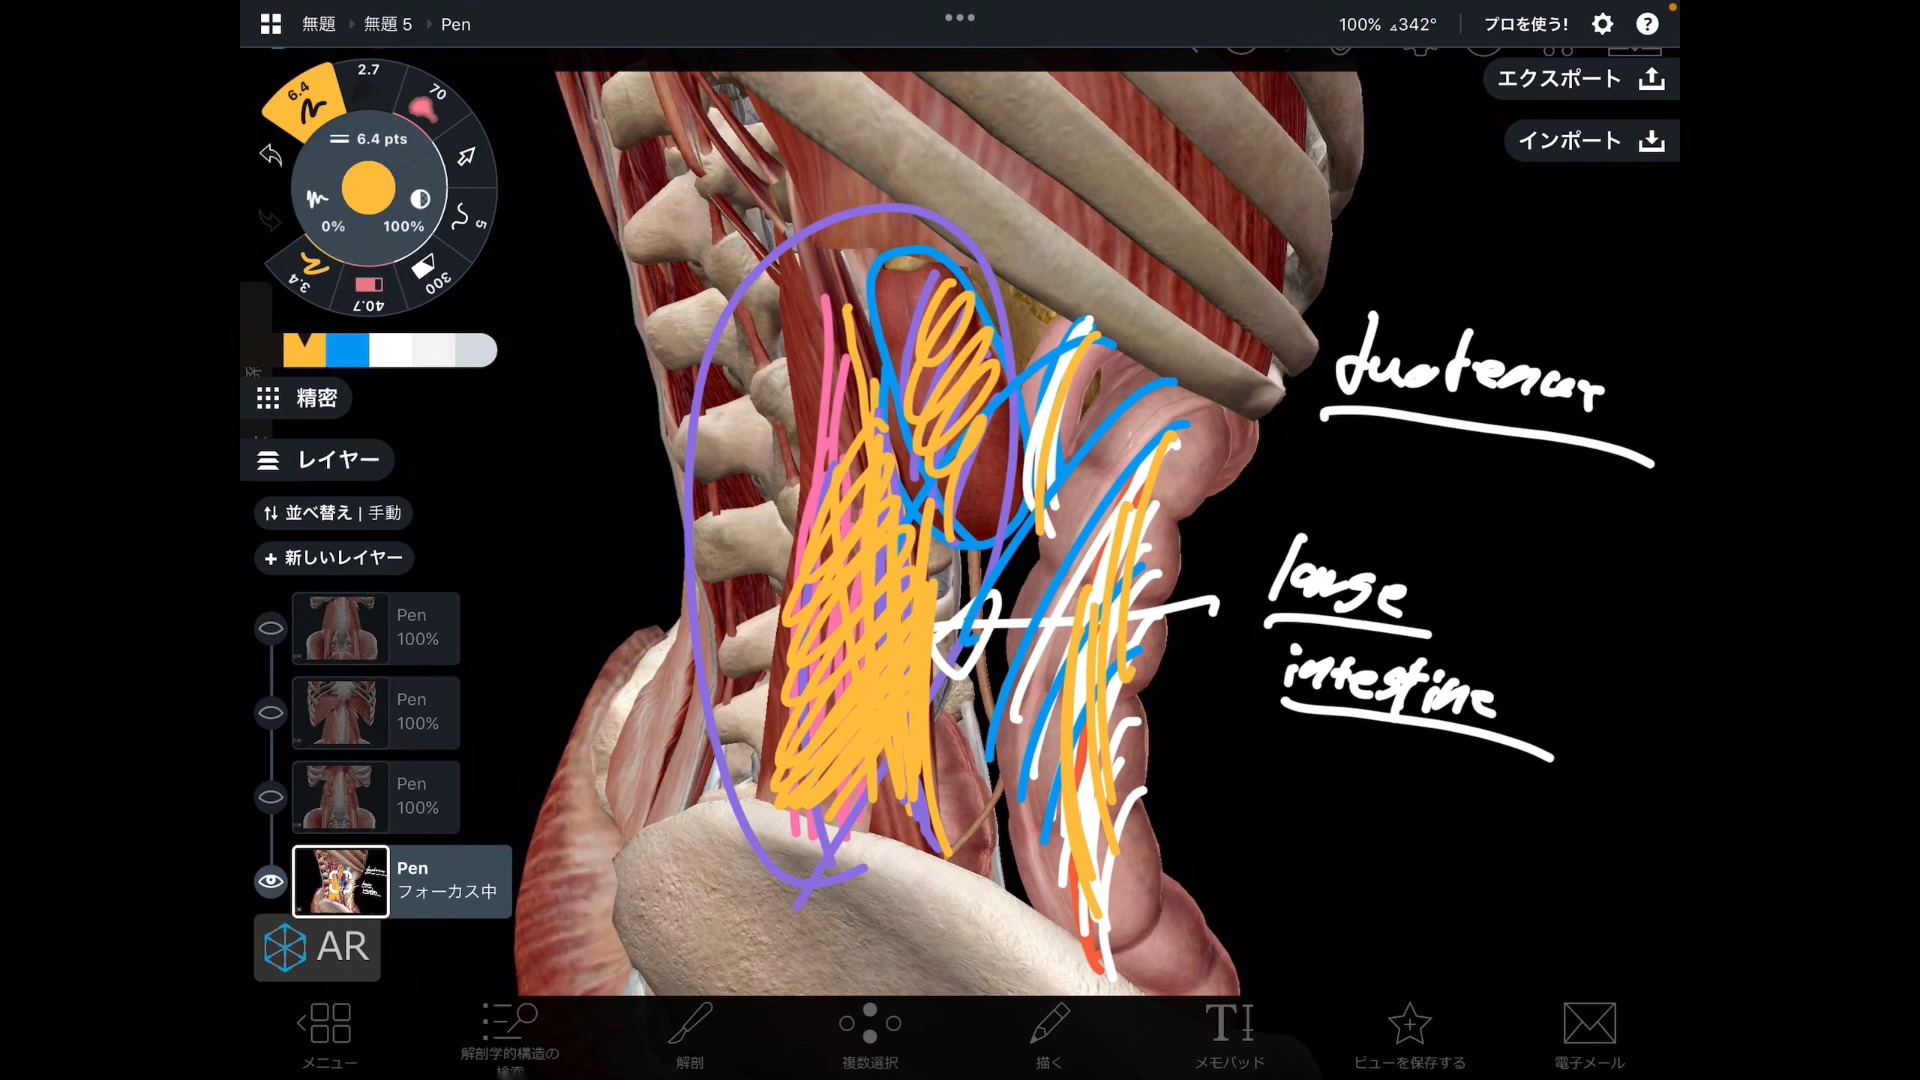 無題 無題 5 Pen
100% 342° プロを使う!
エクスポート
インポート
2.7
6.4
70
6.4 pts
0% 100%
5
3.4
40.7
300
精密
レイヤー
並べ替え | 手動
+ 新しいレイヤー
Pen
100%
Pen
100%
Pen
100%
Pen
フォーカス中
AR
large
intestine
メニュー
解剖学的構造の
検索
解剖
複数選択
描く
メモパッド
ビューを保存する
電子メール